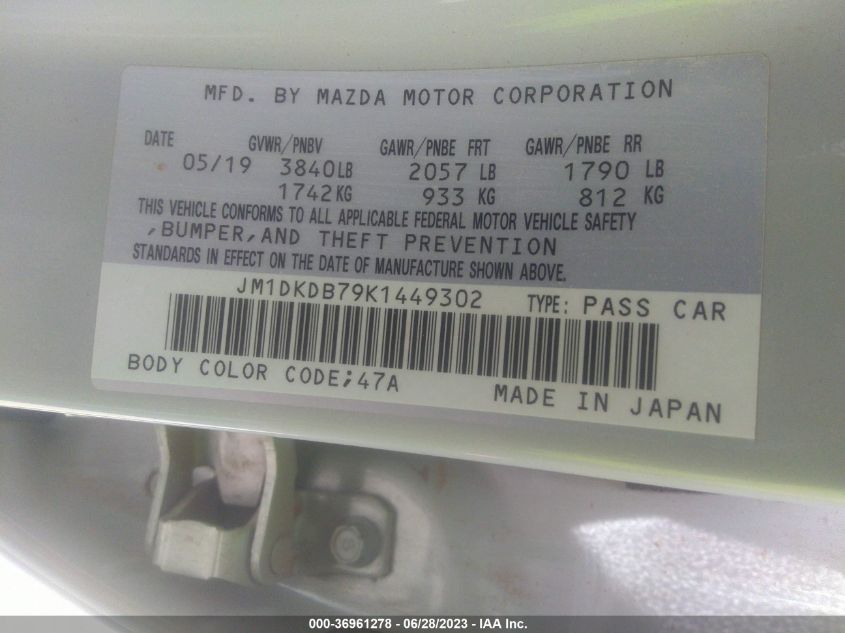 MFD. BY MAZDA MOTOR CORPORATION
DATE GVWR/PNBV GAWR/PNBE FRT GAWR/PNBE RR
05/19 3840LB 2057 LB 1790 LB
1742KG 933 KG 812 KG
THIS VEHICLE CONFORMS TO ALL APPLICABLE FEDERAL MOTOR VEHICLE SAFETY
,BUMPER,AND THEFT PREVENTION
STANDARDS IN EFFECT ON THE DATE OF MANUFACTURE SHOWN ABOVE.
JM1DKDB79K1449302 TYPE: PASS CAR
BODY COLOR CODE;47A MADE IN JAPAN
000-36961278 - 06/28/2023 - IAA Inc.